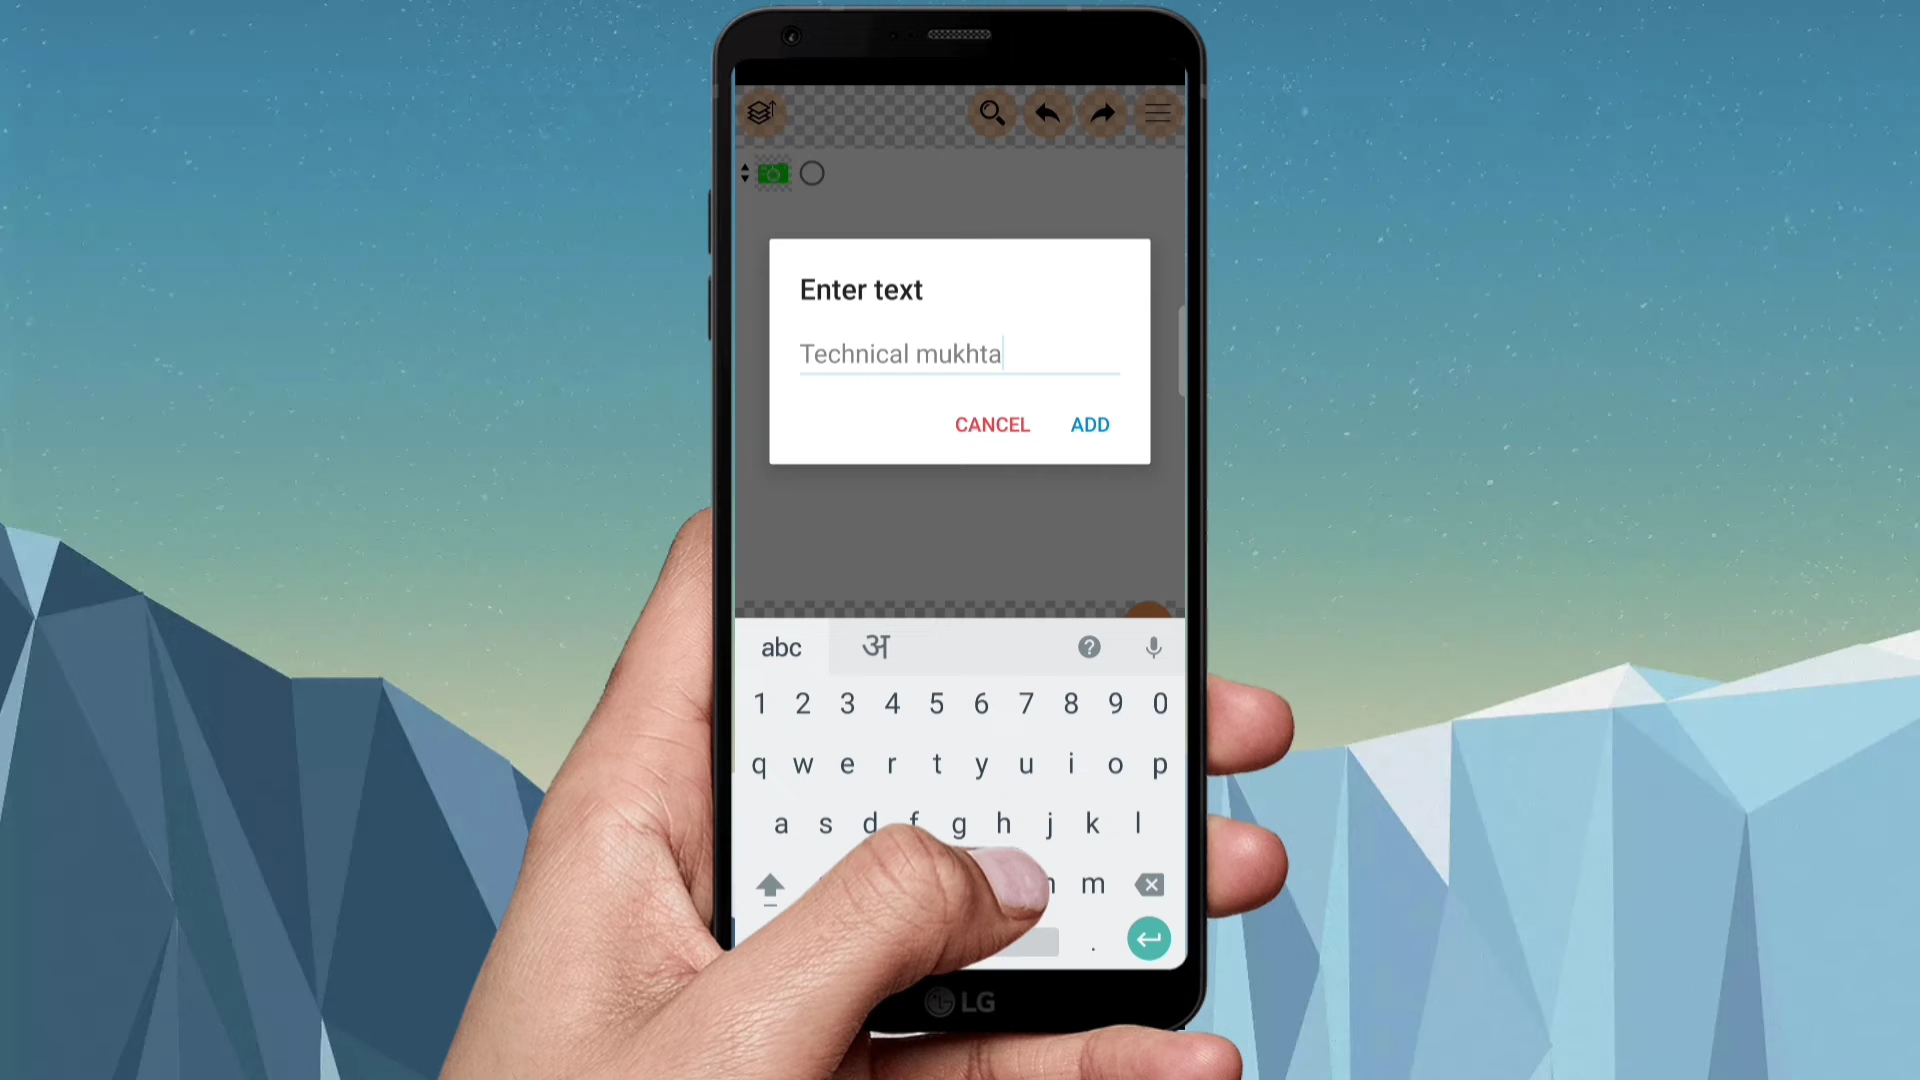 Enter text
Technical mukhta
CANCEL ADD
abc अ
1 2 3 4 5 6 7 8 9 0
q w e r t y u i o p
a s d f g h j k l
m
.
LG